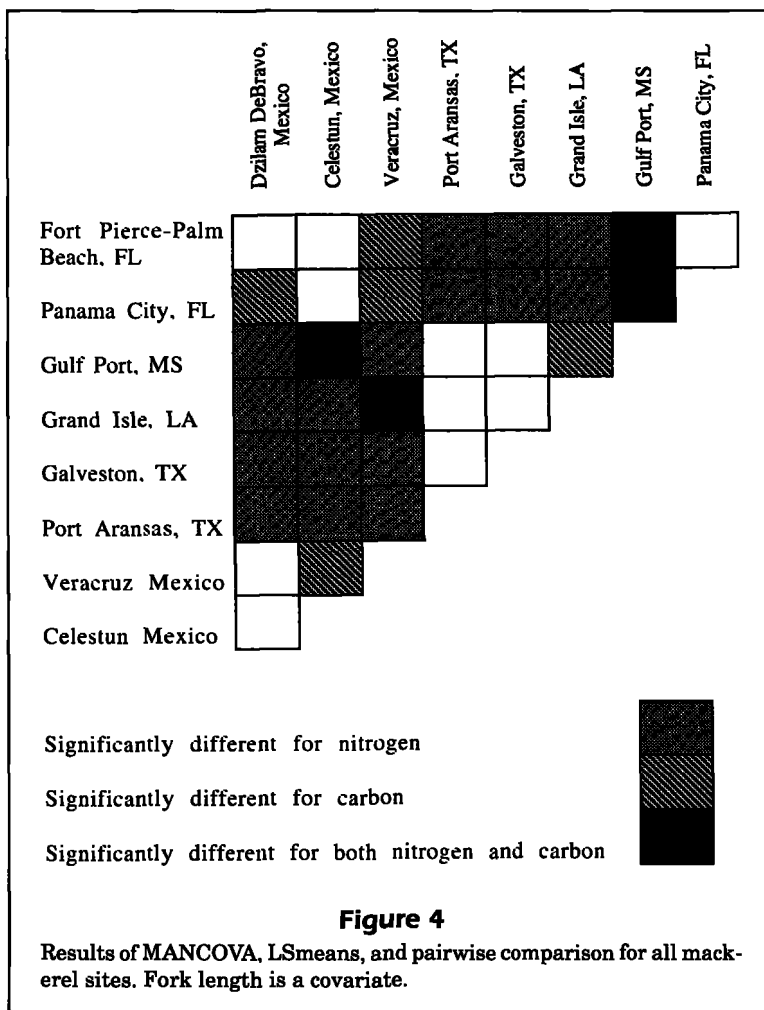 Dzilam DeBravo,
Mexico
Celestun, Mexico
Veracruz, Mexico
Port Aransas, TX
Galveston, TX
Grand Isle, LA
Gulf Port, MS
Panama City, FL
Fort Pierce-Palm
Beach, FL
Panama City, FL
Gulf Port, MS
Grand Isle, LA
Galveston, TX
Port Aransas, TX
Veracruz Mexico
Celestun Mexico
Significantly different for nitrogen
Significantly different for carbon
Significantly different for both nitrogen and carbon
Figure 4
Results of MANCOVA, LSmeans, and pairwise comparison for all mack-
erel sites. Fork length is a covariate.